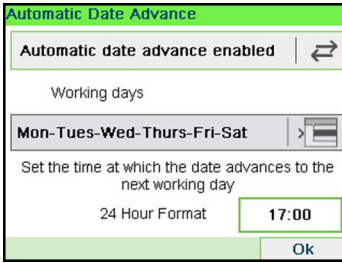 Automatic Date Advance
Automatic date advance enabled
Working days
Mon-Tues-Wed-Thurs-Fri-Sat
Set the time at which the date advances to the
next working day
24 Hour Format 17:00
Ok